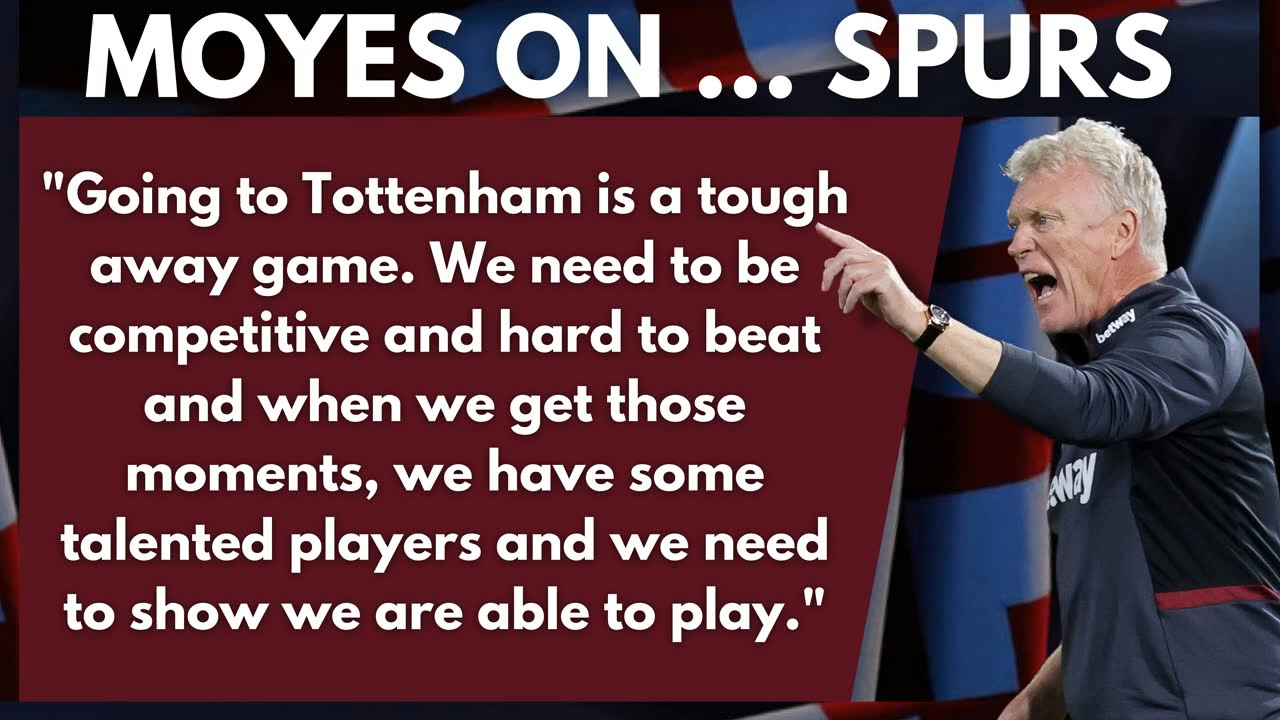 MOYES ON ... SPURS
"Going to Tottenham is a tough
away game. We need to be
competitive and hard to beat
and when we get those
moments, we have some
talented players and we need
to show we are able to play."
betway
way